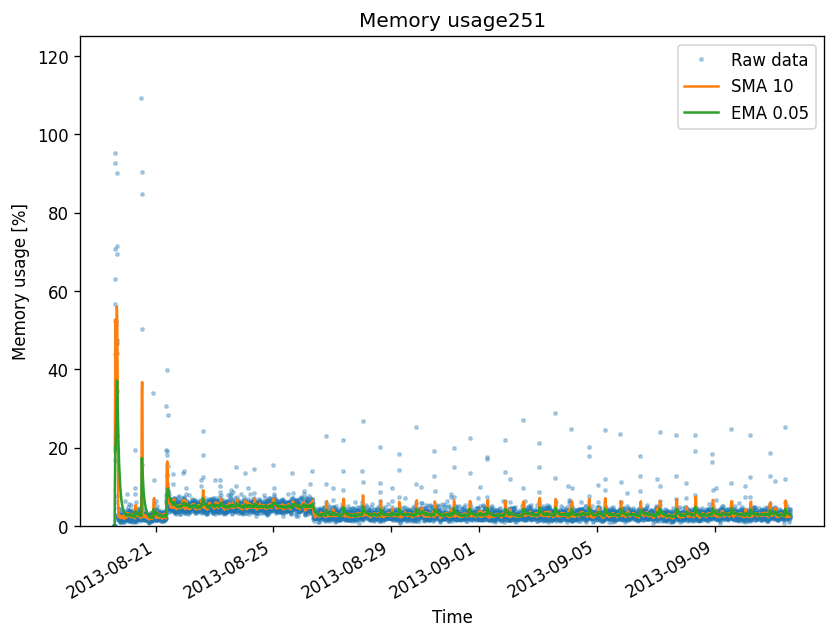 Memory usage251
Raw data
SMA 10
EMA 0.05
Memory usage [%]
120
100
80
60
40
20
0
2013-08-21
2013-08-25
2013-08-29
2013-09-01
2013-09-05
2013-09-09
Time